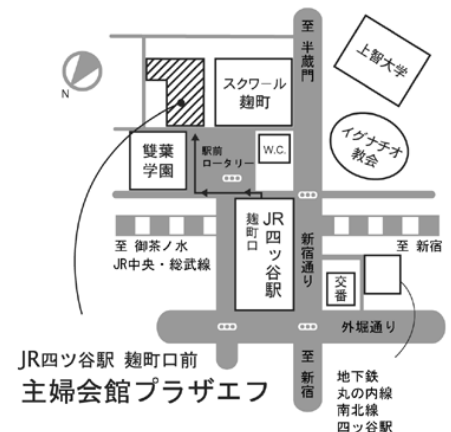 至 半蔵門
上智大学
N
スクワール
麹町
イグナチオ
教会
雙葉
学園
駅前
ロータリー
W.C.
JR四ッ谷駅
麹町口
新宿通り
至 御茶ノ水
JR中央・総武線
至 新宿
交番
外堀通り
至 新宿
JR四ツ谷駅 麹町口前
主婦会館プラザエフ
地下鉄
丸の内線
南北線
四ッ谷駅